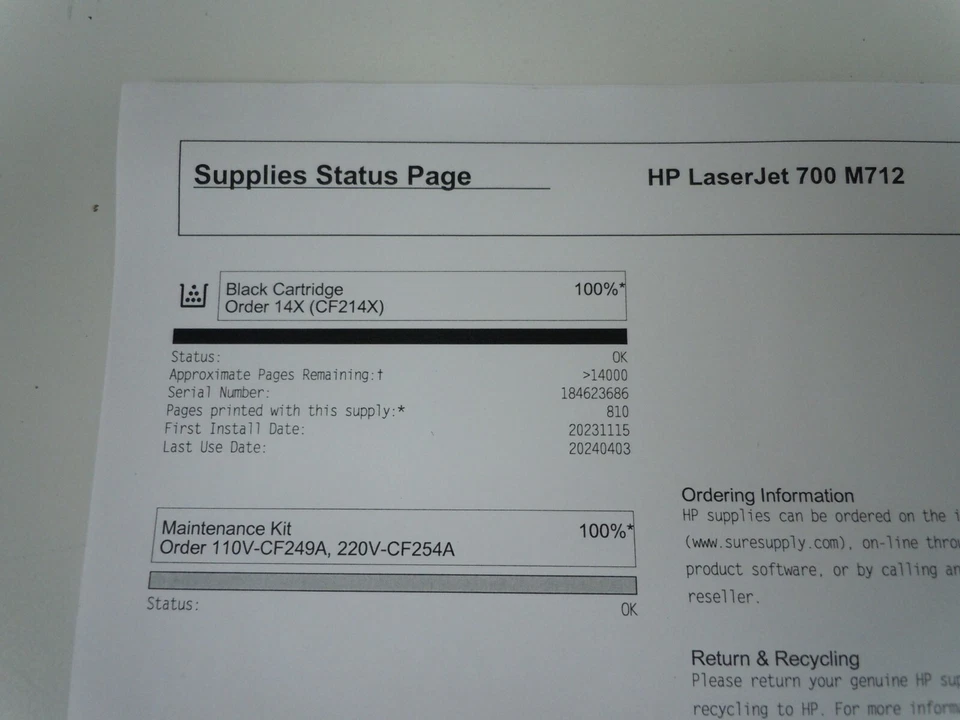 Supplies Status Page
HP LaserJet 700 M712
Black Cartridge 100%*
Order 14X (CF214X)
Status: OK
Approximate Pages Remaining:† >14000
Serial Number: 184623686
Pages printed with this supply:* 810
First Install Date: 20231115
Last Use Date: 20240403
Maintenance Kit 100%*
Order 110V-CF249A, 220V-CF254A
Status: OK
Ordering Information
HP supplies can be ordered on the
(www.suresupply.com), on-line
product software, or by calling
reseller.
Return & Recycling
Please return your genuine HP
recycling to HP. For more